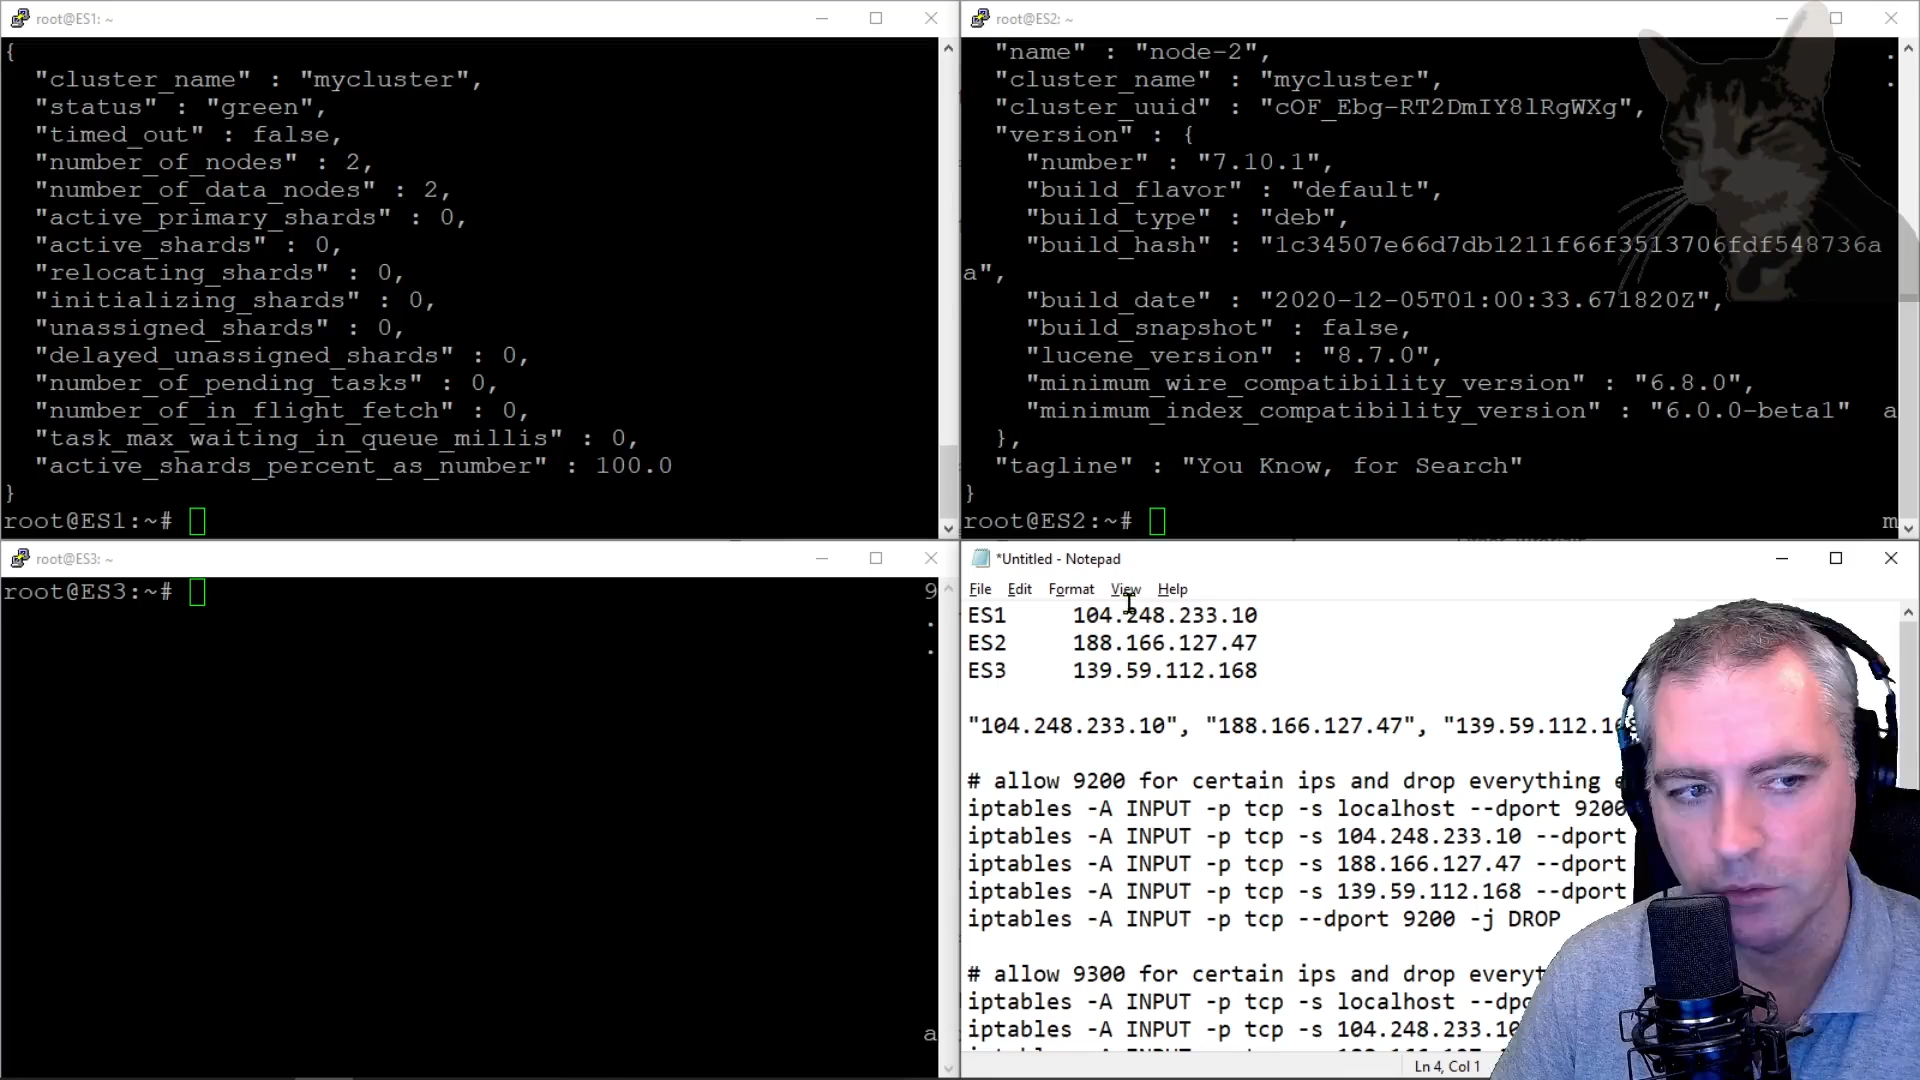 root@ES1: ~
{
"cluster_name" : "mycluster",
"status" : "green",
"timed_out" : false,
"number_of_nodes" : 2,
"number_of_data_nodes" : 2,
"active_primary_shards" : 0,
"active_shards" : 0,
"relocating_shards" : 0,
"initializing_shards" : 0,
"unassigned_shards" : 0,
"delayed_unassigned_shards" : 0,
"number_of_pending_tasks" : 0,
"number_of_in_flight_fetch" : 0,
"task_max_waiting_in_queue_millis" : 0,
"active_shards_percent_as_number" : 100.0
}
root@ES1:~#
root@ES2: ~
"name" : "node-2",
"cluster_name" : "mycluster",
"cluster_uuid" : "cOF_Ebg-RT2DmIY8lRgWXg",
"version" : {
"number" : "7.10.1",
"build_flavor" : "default",
"build_type" : "deb",
"build_hash" : "1c34507e66d7db1211f66f3513706fdf548736a
a",
"build_date" : "2020-12-05T01:00:33.671820Z",
"build_snapshot" : false,
"lucene_version" : "8.7.0",
"minimum_wire_compatibility_version" : "6.8.0",
"minimum_index_compatibility_version" : "6.0.0-beta1" a
},
"tagline" : "You Know, for Search"
}
root@ES2:~# m
root@ES3: ~
root@ES3:~# 9
.
.
a
*Untitled - Notepad
File Edit Format View Help
ES1 104.248.233.10
ES2 188.166.127.47
ES3 139.59.112.168
"104.248.233.10", "188.166.127.47", "139.59.112.168
# allow 9200 for certain ips and drop everything
iptables -A INPUT -p tcp -s localhost --dport 9200
iptables -A INPUT -p tcp -s 104.248.233.10 --dport
iptables -A INPUT -p tcp -s 188.166.127.47 --dport
iptables -A INPUT -p tcp -s 139.59.112.168 --dport
iptables -A INPUT -p tcp --dport 9200 -j DROP
# allow 9300 for certain ips and drop everyt
iptables -A INPUT -p tcp -s localhost --dpo
iptables -A INPUT -p tcp -s 104.248.233.10
Ln 4, Col 1